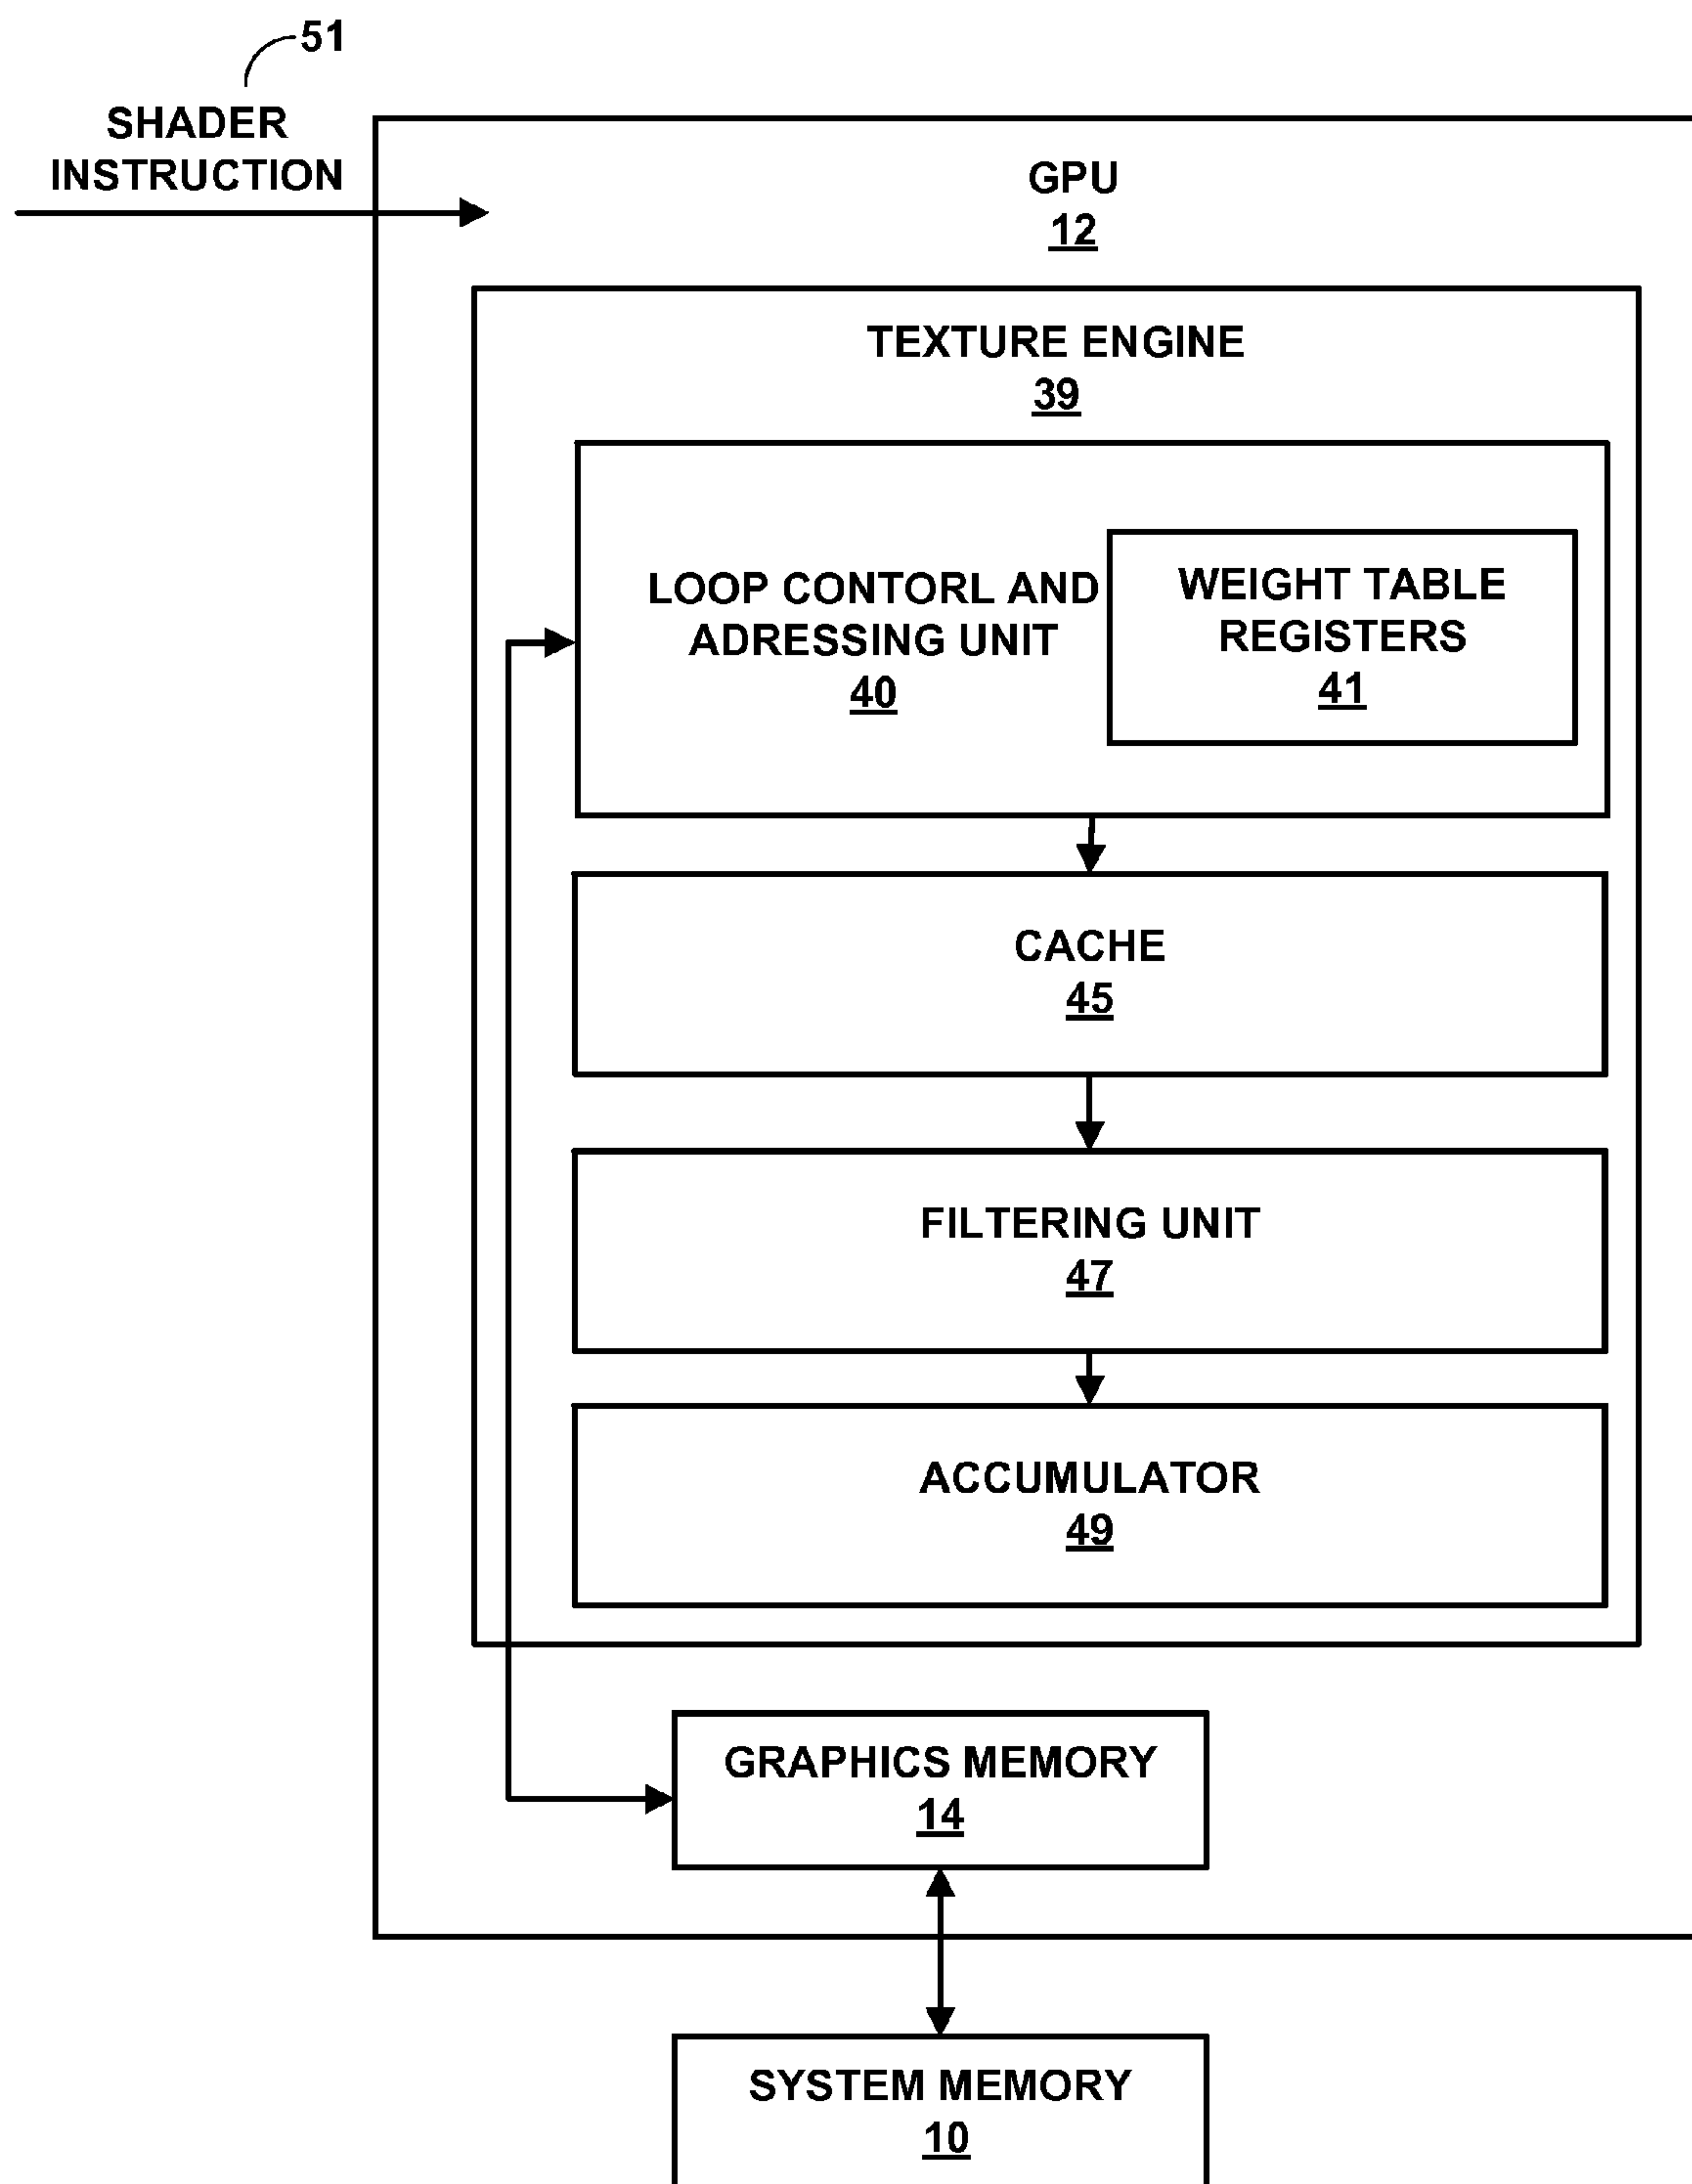 51
SHADER
INSTRUCTION
GPU
12
TEXTURE ENGINE
39
LOOP CONTORL AND
ADRESSING UNIT
40
WEIGHT TABLE
REGISTERS
41
CACHE
45
FILTERING UNIT
47
ACCUMULATOR
49
GRAPHICS MEMORY
14
SYSTEM MEMORY
10